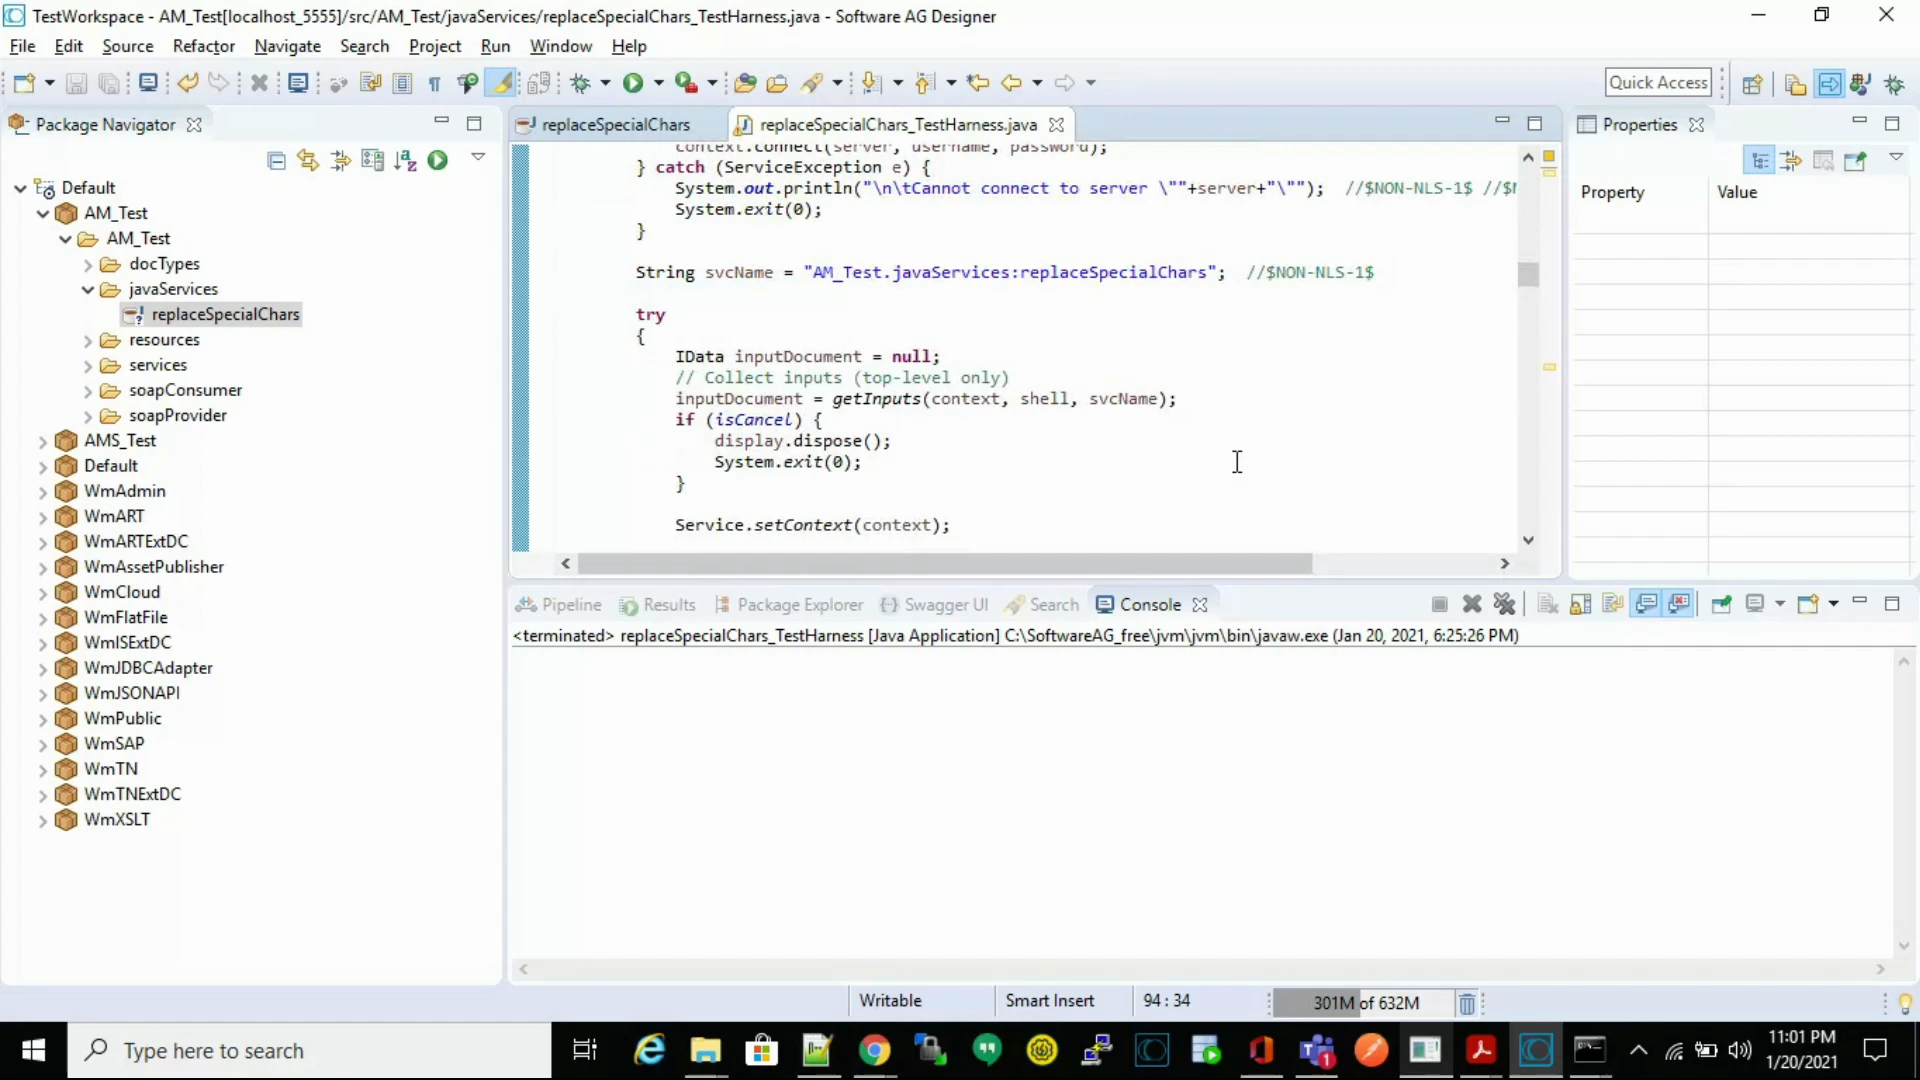 TestWorkspace - AM_Test[localhost_5555]/src/AM_Test/javaServices/replaceSpecialChars_TestHarness.java - Software AG Designer
File Edit Source Refactor Navigate Search Project Run Window Help
Quick Access
Package Navigator
replaceSpecialChars
replaceSpecialChars_TestHarness.java
Properties
Default
AM_Test
AM_Test
docTypes
javaServices
replaceSpecialChars
resources
services
soapConsumer
soapProvider
AMS_Test
Default
WmAdmin
WmART
WmARTExtDC
WmAssetPublisher
WmCloud
WmFlatFile
WmISExtDC
WmJDBCAdapter
WmJSONAPI
WmPublic
WmSAP
WmTN
WmTNExtDC
WmXSLT
context.connect(server, username, password);
} catch (ServiceException e) {
System.out.println("\n\tCannot connect to server \""+server+"\""); //$NON-NLS-1$ //$N
System.exit(0);
}
String svcName = "AM_Test.javaServices:replaceSpecialChars"; //$NON-NLS-1$
try
{
IData inputDocument = null;
// Collect inputs (top-level only)
inputDocument = getInputs(context, shell, svcName);
if (isCancel) {
display.dispose();
System.exit(0);
}
Service.setContext(context);
Property Value
Pipeline Results Package Explorer Swagger UI Search Console
<terminated> replaceSpecialChars_TestHarness [Java Application] C:\SoftwareAG_free\jvm\jvm\bin\javaw.exe (Jan 20, 2021, 6:25:26 PM)
Writable Smart Insert 94 : 34 301M of 632M
Type here to search
1
11:01 PM
1/20/2021